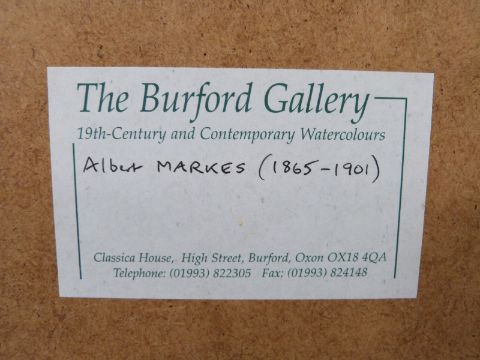 The Burford Gallery
19th-Century and Contemporary Watercolours
Albert MARKES (1865-1901)
Classica House, High Street, Burford, Oxon OX18 4QA
Telephone: (01993) 822305 Fax: (01993) 824148